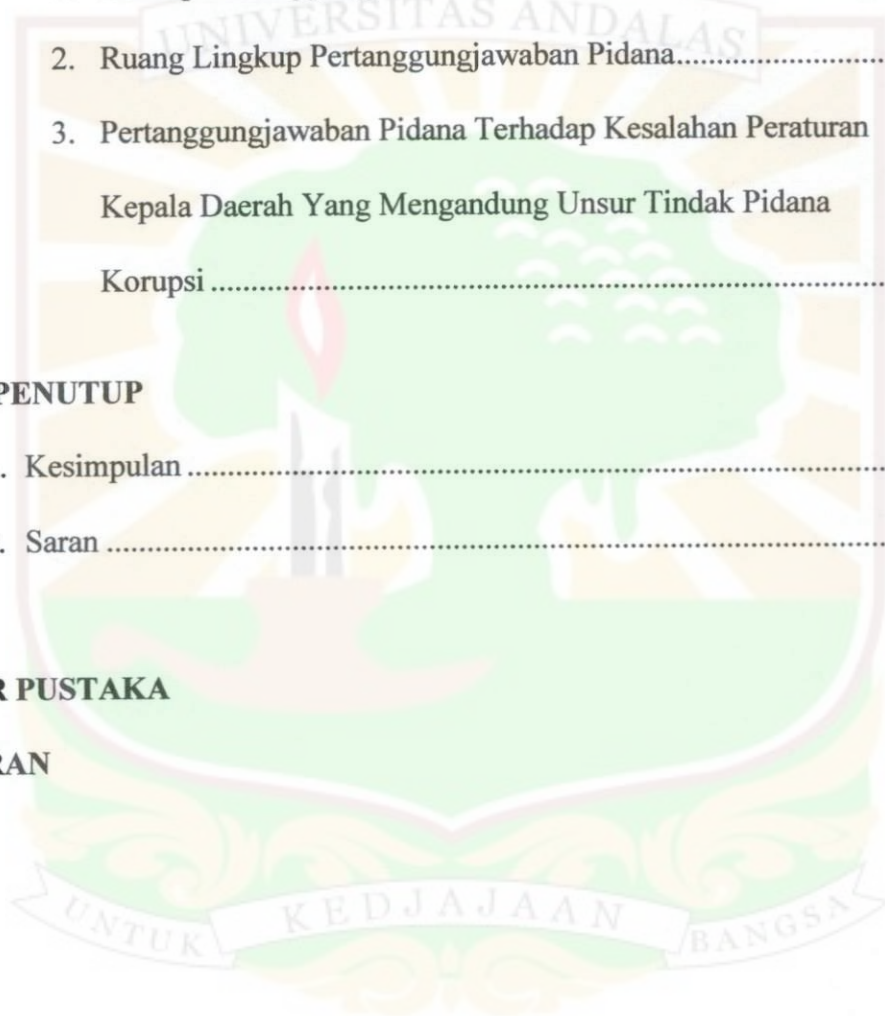 UNIVERSITAS ANDALAS
2. Ruang Lingkup Pertanggungjawaban Pidana........................
3. Pertanggungjawaban Pidana Terhadap Kesalahan Peraturan
Kepala Daerah Yang Mengandung Unsur Tindak Pidana
Korupsi ........................................................................
PENUTUP
. Kesimpulan ........................................................................
. Saran ........................................................................
R PUSTAKA
RAN
UNTUK KEDJAJAAN BANGSA